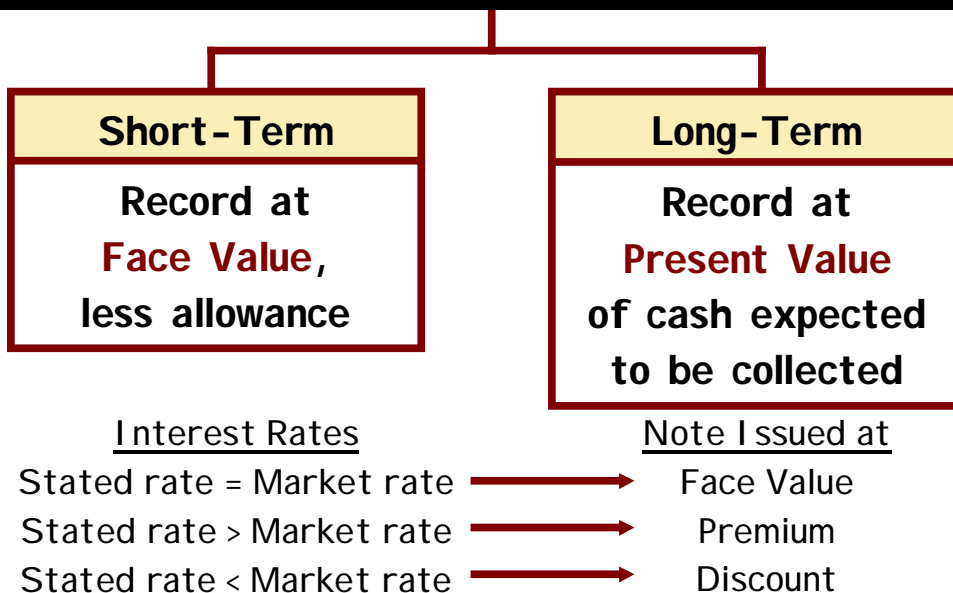 Short-Term
Record at
Face Value,
less allowance
Long-Term
Record at
Present Value
of cash expected
to be collected
Interest Rates
Note Issued at
Stated rate = Market rate
Face Value
Stated rate > Market rate
Premium
Stated rate < Market rate
Discount